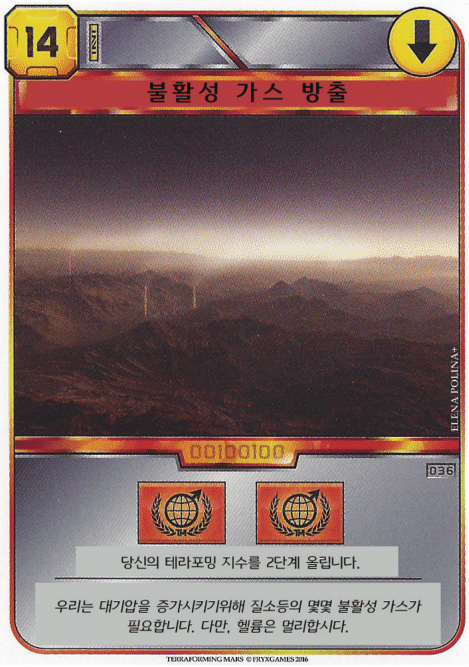 14
불활성 가스 방출
ELENA POLINA+
00100100
036
TM TM
당신의 테라포밍 지수를 2단계 올립니다.
우리는 대기압을 증가시키기위해 질소등의 몇몇 불활성 가스가
필요합니다. 다만, 헬륨은 멀리합시다.
TERRAFORMING MARS © FRYXGAMES 2016